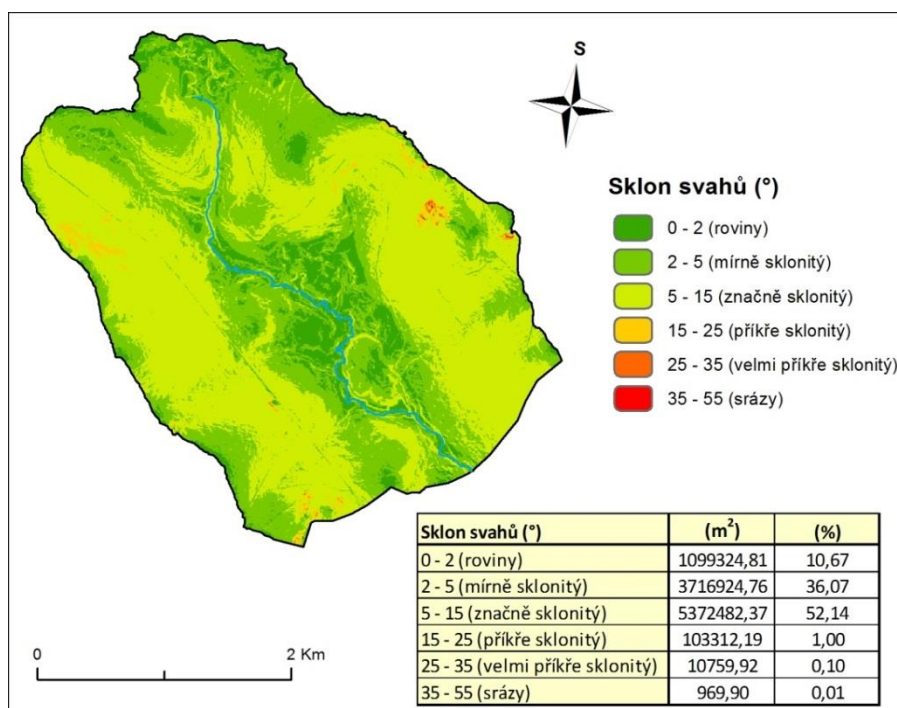 S
Sklon svahů (°)
0 - 2 (roviny)
2 - 5 (mírně sklonitý)
5 - 15 (značně sklonitý)
15 - 25 (příkře sklonitý)
25 - 35 (velmi příkře sklonitý)
35 - 55 (srázy)
Sklon svahů (°) (m²) (%)
0 - 2 (roviny) 1099324,81 10,67
2 - 5 (mírně sklonitý) 3716924,76 36,07
5 - 15 (značně sklonitý) 5372482,37 52,14
15 - 25 (příkře sklonitý) 103312,19 1,00
25 - 35 (velmi příkře sklonitý) 10759,92 0,10
35 - 55 (srázy) 969,90 0,01
0 2 Km